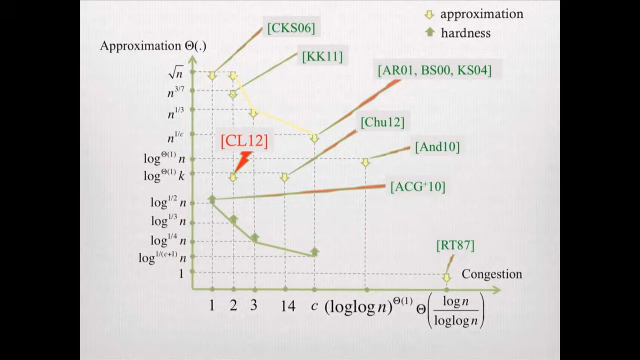 approximation
hardness
[CKS06]
[KK11]
[AR01, BS00, KS04]
[Chu12]
[And10]
[CL12]
[ACG⁺10]
[RT87]
Approximation Θ(.)
√n
n^{3/7}
n^{1/3}
n^{1/c}
log^{Θ(1)} n
log^{Θ(1)} k
log^{1/2} n
log^{1/3} n
log^{1/4} n
log^{1/(c+1)} n
1
Congestion
1 2 3 14 c (loglog n)^{Θ(1)} Θ(log n / loglog n)